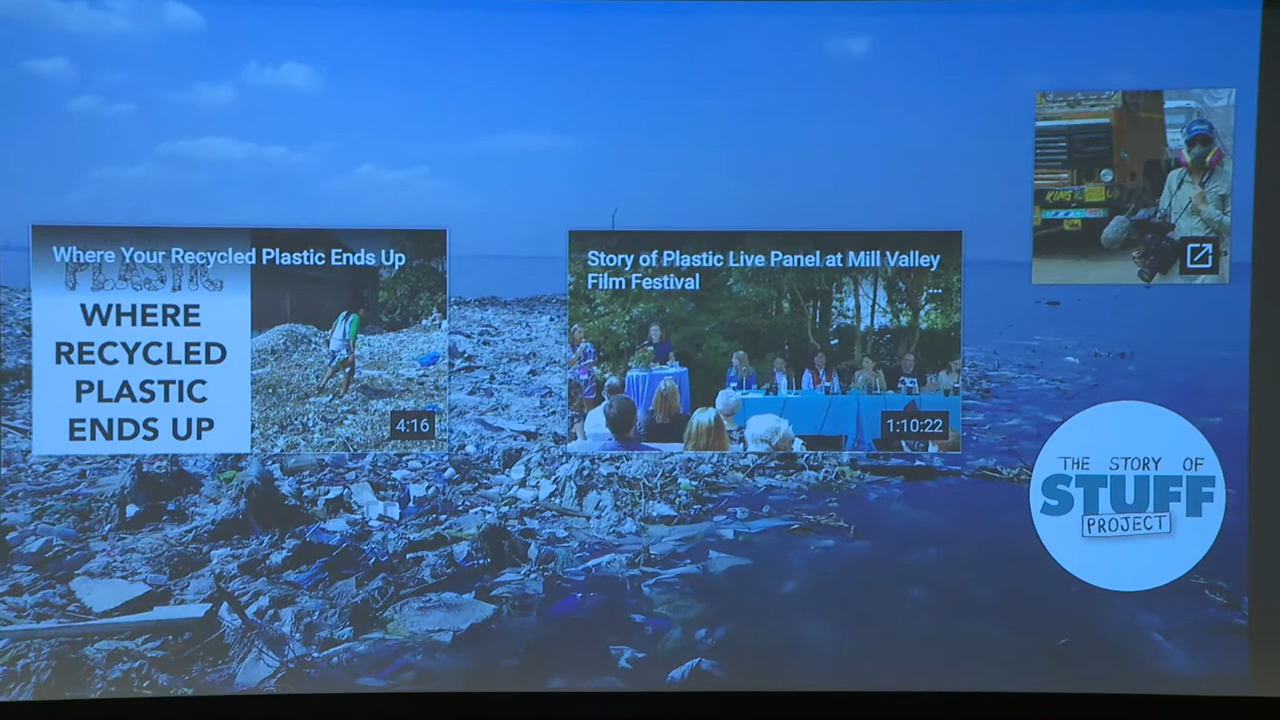 Where Your Recycled Plastic Ends Up
PLASTIC
WHERE
RECYCLED
PLASTIC
ENDS UP
4:16
Story of Plastic Live Panel at Mill Valley
Film Festival
1:10:22
THE STORY OF
STUFF
PROJECT